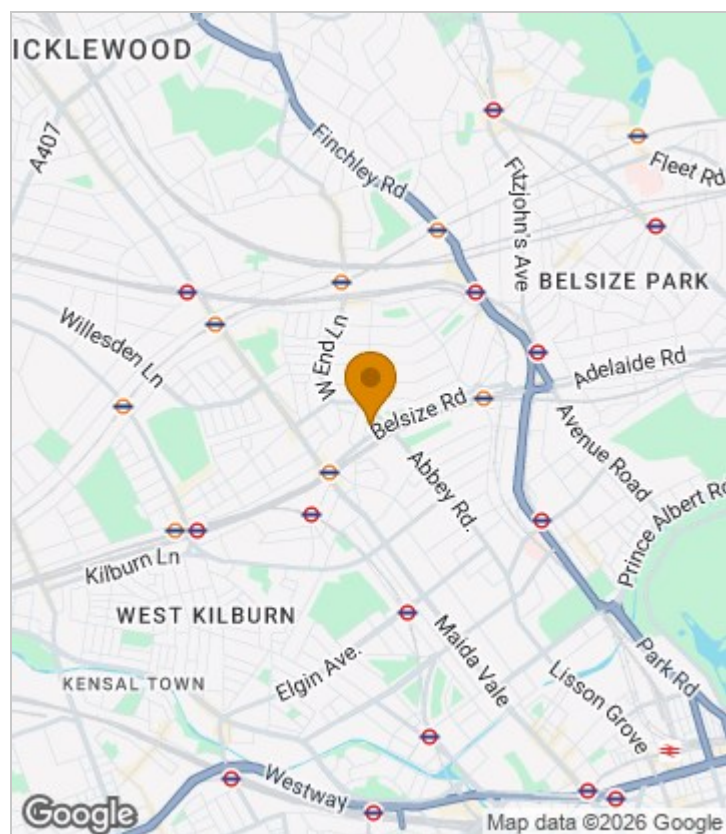 ICKLEWOOD
A407
Finchley Rd
Fitzjohn's Ave
Fleet Rd
BELSIZE PARK
Willesden Ln
W End Ln
Adelaide Rd
Belsize Rd
Avenue Road
Abbey Rd.
Prince Albert Rd
Kilburn Ln
WEST KILBURN
Elgin Ave.
Maida Vale
KENSAL TOWN
Lisson Grove
Park Rd
Westway
Google
Map data ©2026 Google